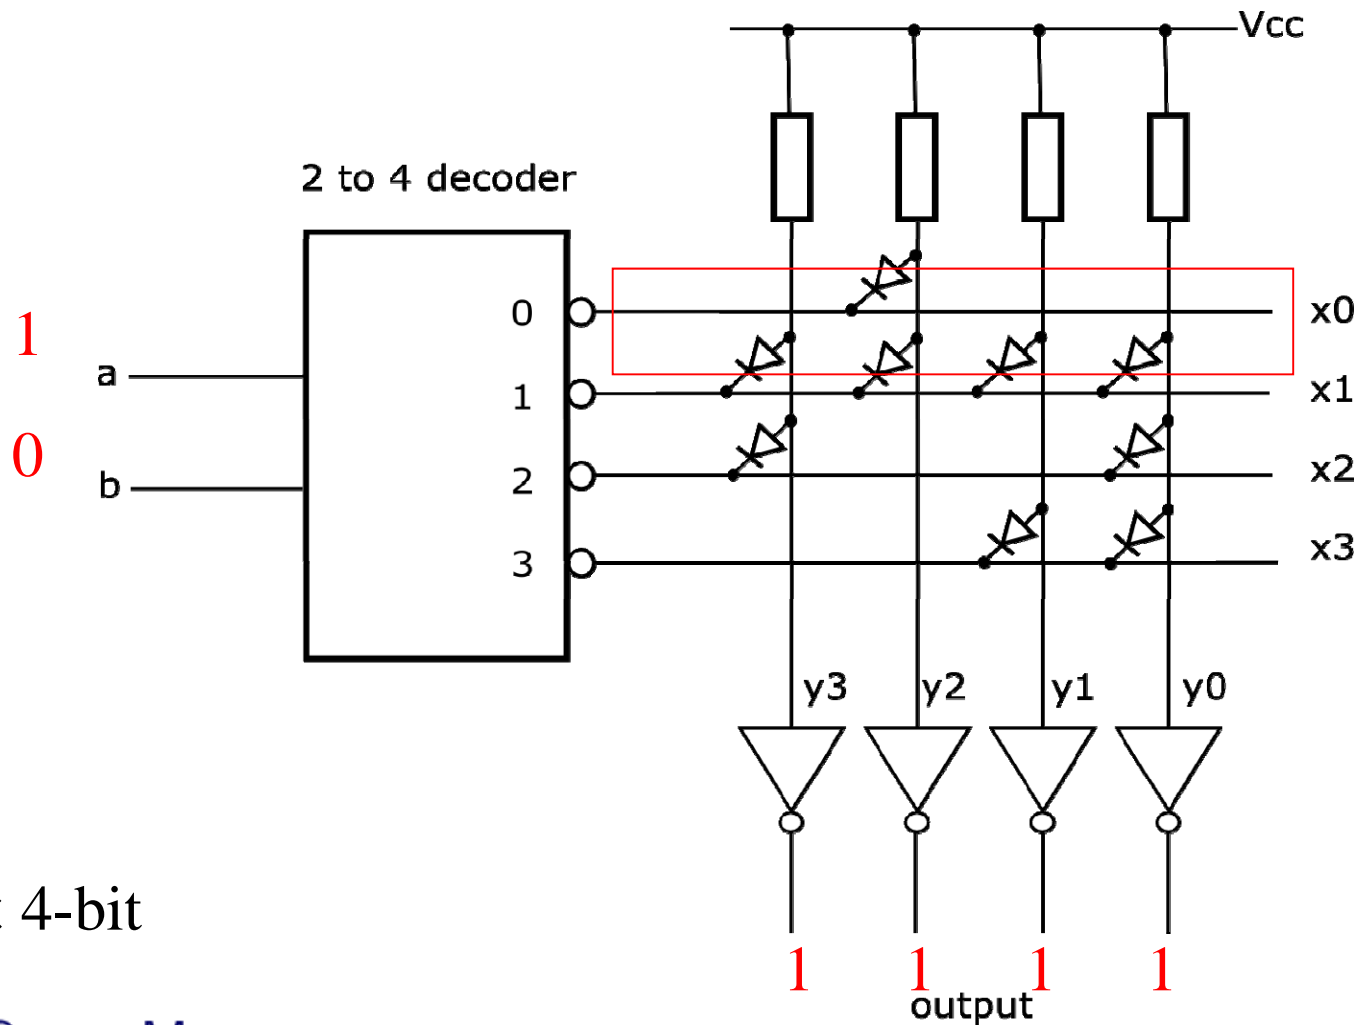 Vcc
2 to 4 decoder
0 x0
1
a
1 x1
0
b
2 x2
3 x3
y3 y2 y1 y0
4-bit
1 1 1 1
output